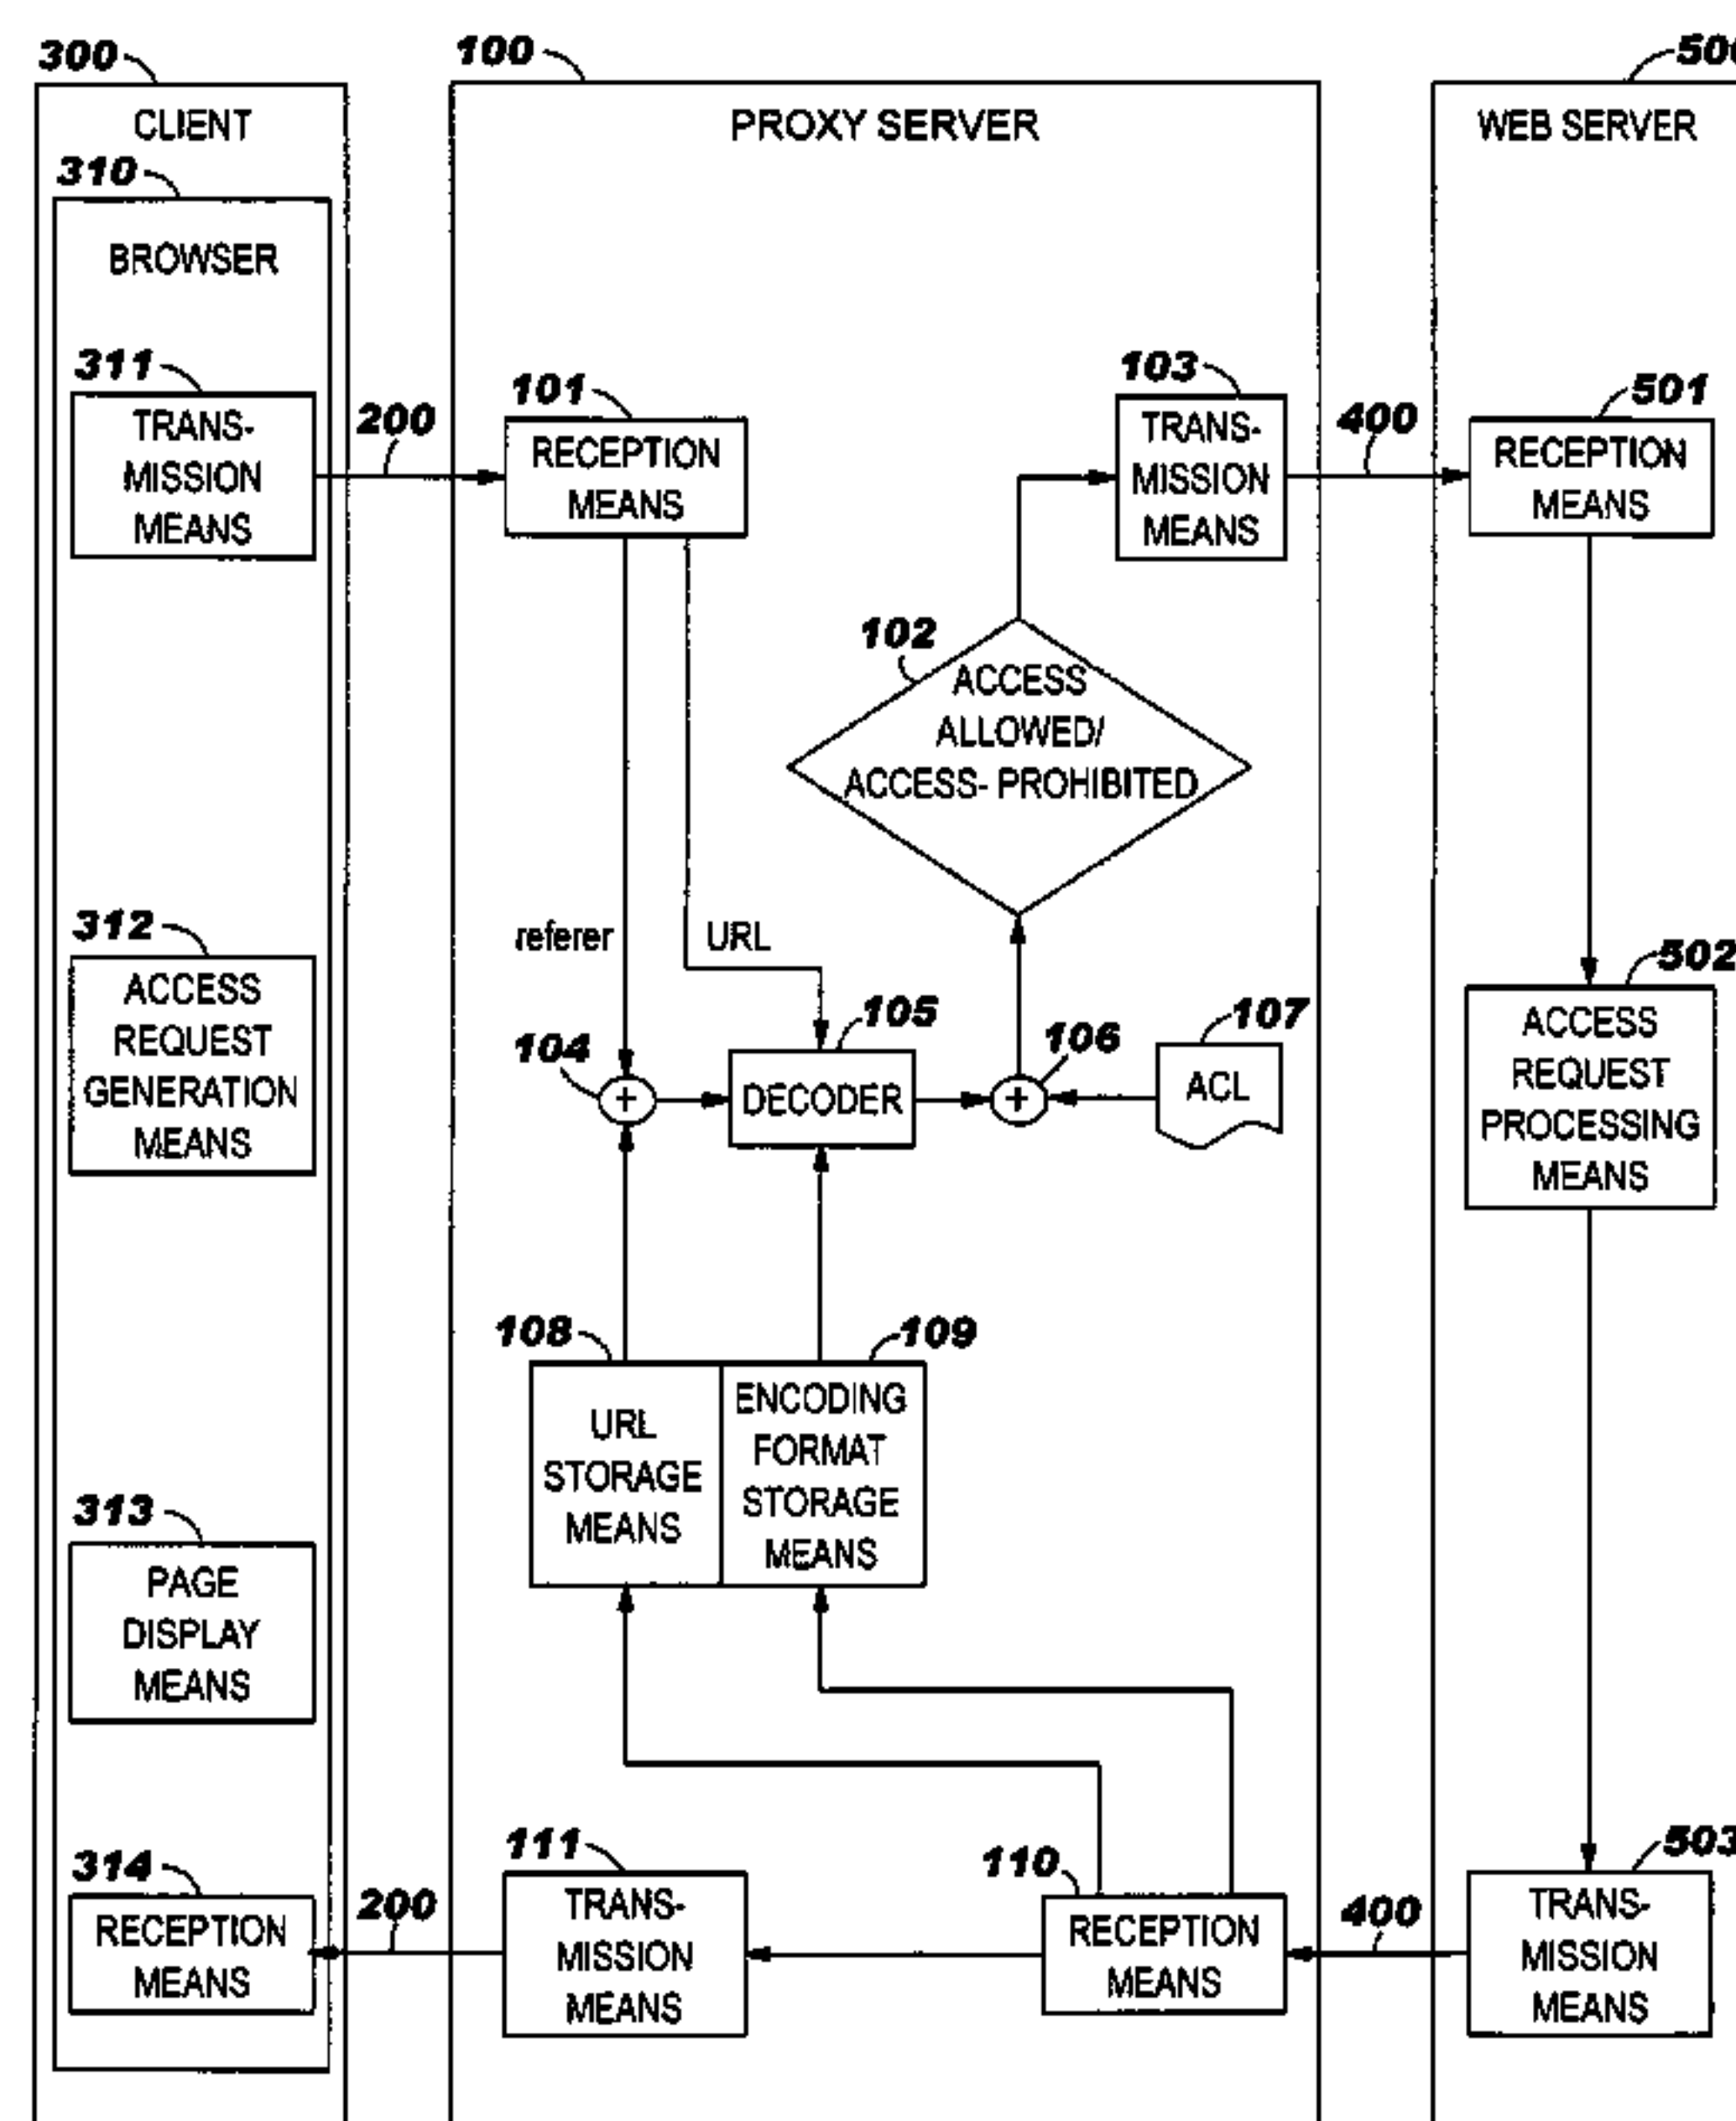 300
CLIENT
310
BROWSER
311
TRANS-
MISSION
MEANS
312
ACCESS
REQUEST
GENERATION
MEANS
313
PAGE
DISPLAY
MEANS
314
RECEPTION
MEANS
200
200
100
PROXY SERVER
101
RECEPTION
MEANS
103
TRANS-
MISSION
MEANS
102
ACCESS
ALLOWED/
ACCESS- PROHIBITED
referer
URL
104
105
DECODER
106
107
ACL
108
URL
STORAGE
MEANS
109
ENCODING
FORMAT
STORAGE
MEANS
111
TRANS-
MISSION
MEANS
110
RECEPTION
MEANS
400
400
WEB SERVER
501
RECEPTION
MEANS
502
ACCESS
REQUEST
PROCESSING
MEANS
503
TRANS-
MISSION
MEANS